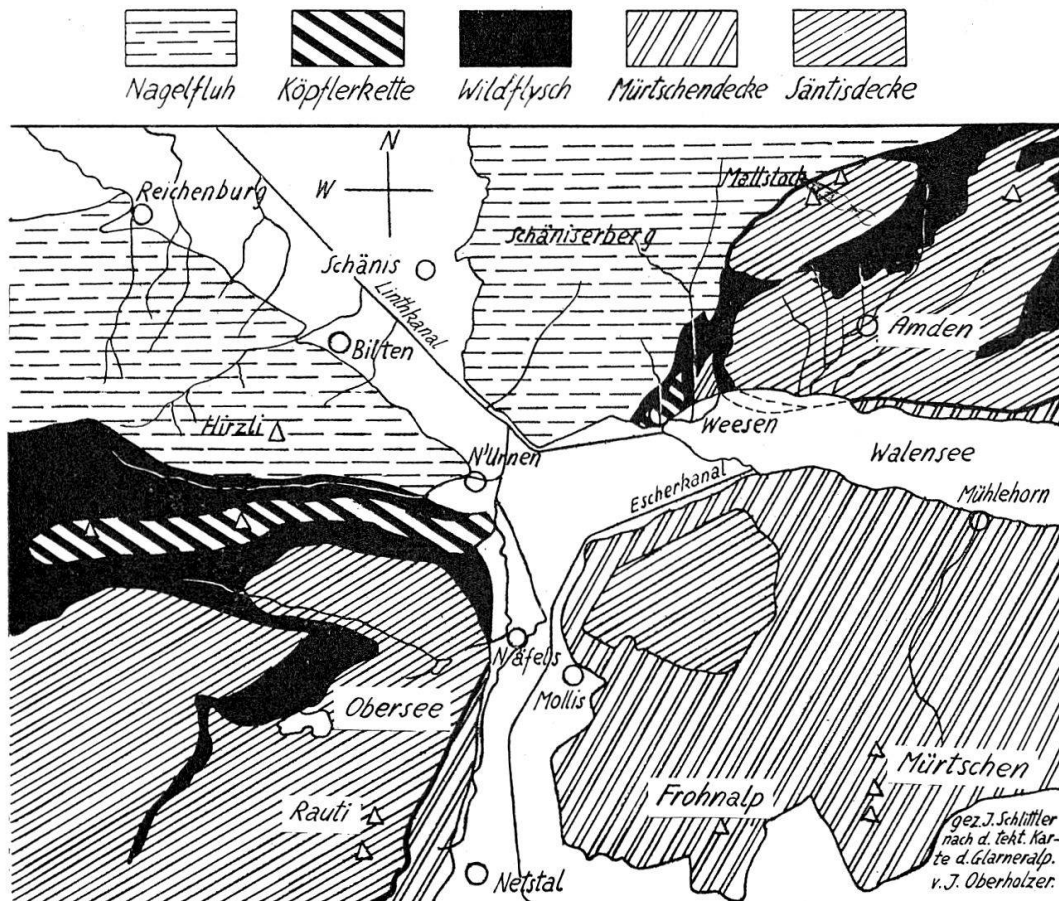 Nagelfluh Köpflerkette Wildflysch Mürtschendecke Säntisdecke
N
W
Reichenburg
Mattstock
Schäniserberg
Schänis
Linthkanal
Amden
Bilten
Hirzli
Weesen
N'Urnen
Walensee
Escherkanal
Mühlehorn
Näfels
Mollis
Obersee
Mürtschen
Frohnalp
Rauti
Netstal
gez. J. Schlittler
nach d. tekt. Kar-
te d. Glarneralp.
v. J. Oberholzer.